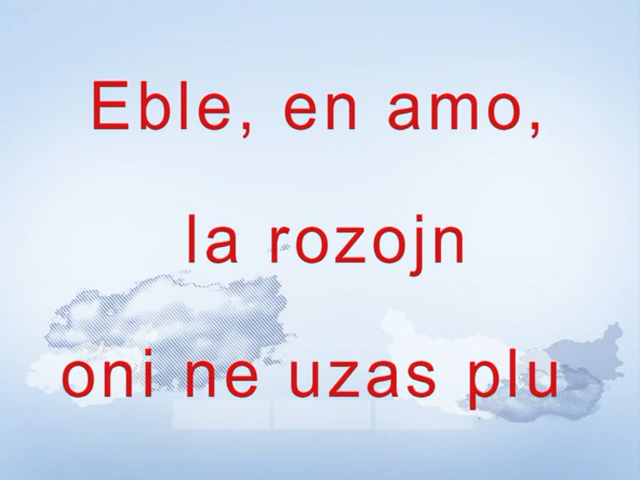 Eble, en amo,
la rozojn
oni ne uzas plu